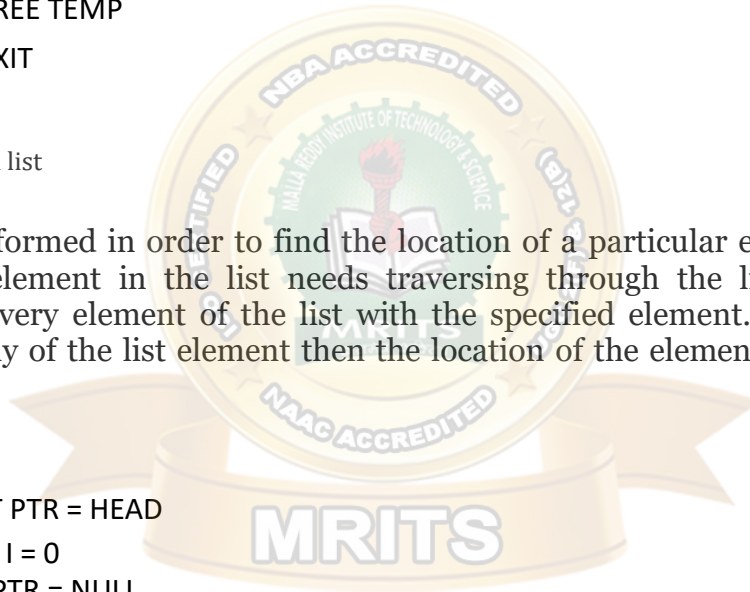 REE TEMP
XIT
list
formed in order to find the location of a particular e
element in the list needs traversing through the l
very element of the list with the specified element.
y of the list element then the location of the elemen
PTR = HEAD
I = 0
PTR = NULL
NBA ACCREDITED
MALLA REDDY INSTITUTE OF TECHNOLOGY & SCIENCE
CERTIFIED
MRITS
NAAC ACCREDITED
MRITS